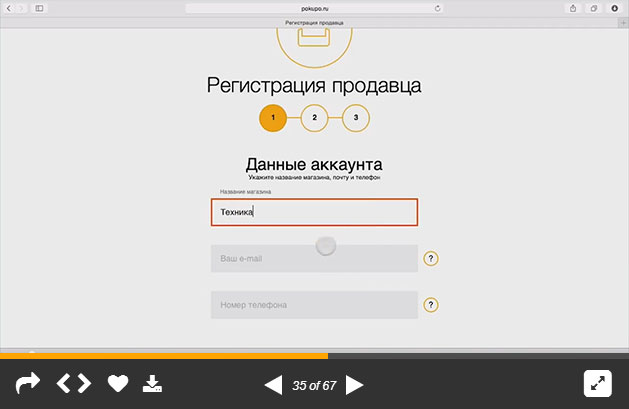 pokupo.ru
Регистрация продавца
Регистрация продавца
1 2 3
Данные аккаунта
Укажите название магазина, почту и телефон
Название магазина
Техника
Ваш e-mail ?
Номер телефона ?
35 of 67